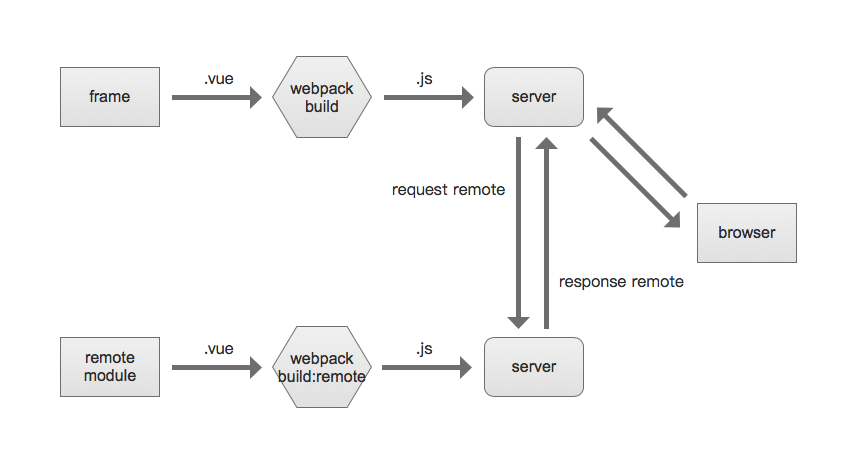 frame
.vue
webpack
build
.js
server
request remote
browser
response remote
remote
module
.vue
webpack
build:remote
.js
server